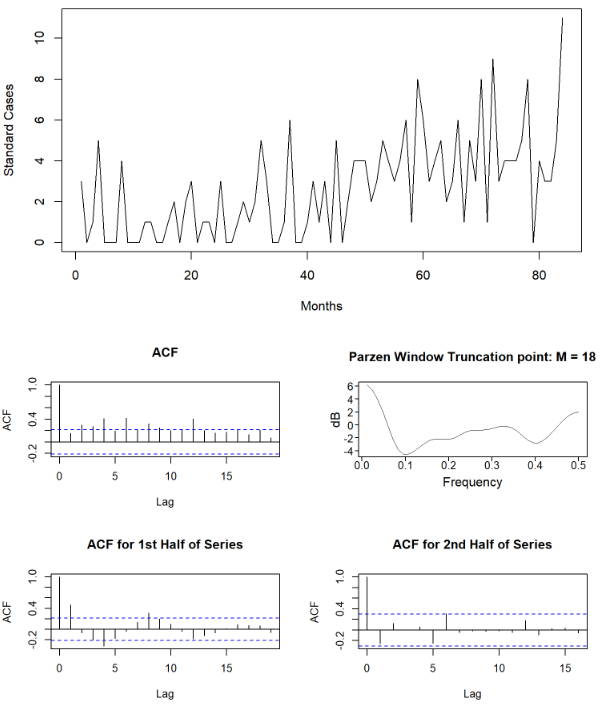 10
8
6
4
2
0
Standard Cases
0 20 40 60 80
Months
ACF
1.0
0.4
-0.2
ACF
0 5 10 15
Lag
Parzen Window Truncation point: M = 18
6
4
2
0
-2
-4
dB
0.0 0.1 0.2 0.3 0.4 0.5
Frequency
ACF for 1st Half of Series
1.0
0.4
-0.2
ACF
0 5 10 15
Lag
ACF for 2nd Half of Series
1.0
0.4
-0.2
ACF
0 5 10 15
Lag